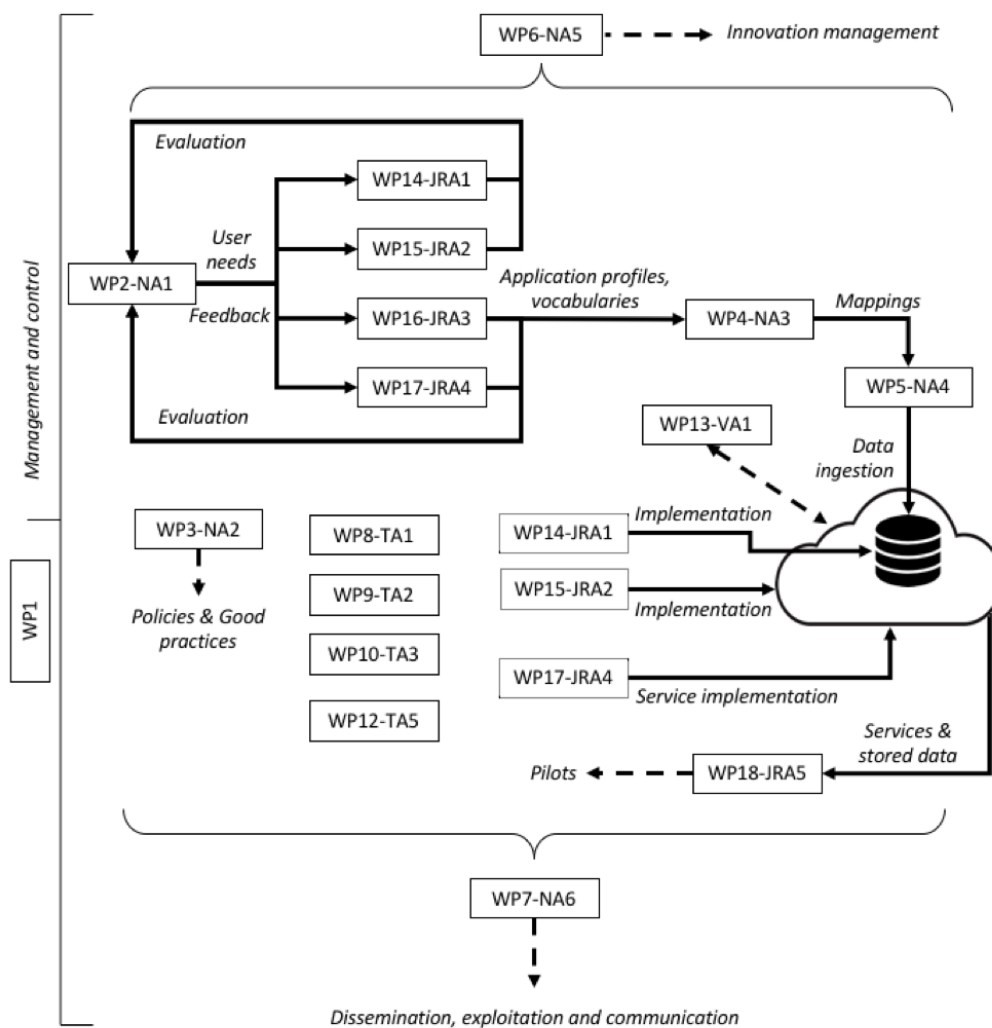 WP6-NA5
Innovation management
Evaluation
WP14-JRA1
User
needs
WP15-JRA2
WP2-NA1
Feedback
WP16-JRA3
WP17-JRA4
Evaluation
Application profiles,
vocabularies
WP4-NA3
Mappings
WP5-NA4
Data
ingestion
WP13-VA1
Management and control
WP1
WP3-NA2
Policies & Good
practices
WP8-TA1
WP9-TA2
WP10-TA3
WP12-TA5
WP14-JRA1
Implementation
WP15-JRA2
Implementation
WP17-JRA4
Service implementation
Services &
stored data
WP18-JRA5
Pilots
WP7-NA6
Dissemination, exploitation and communication